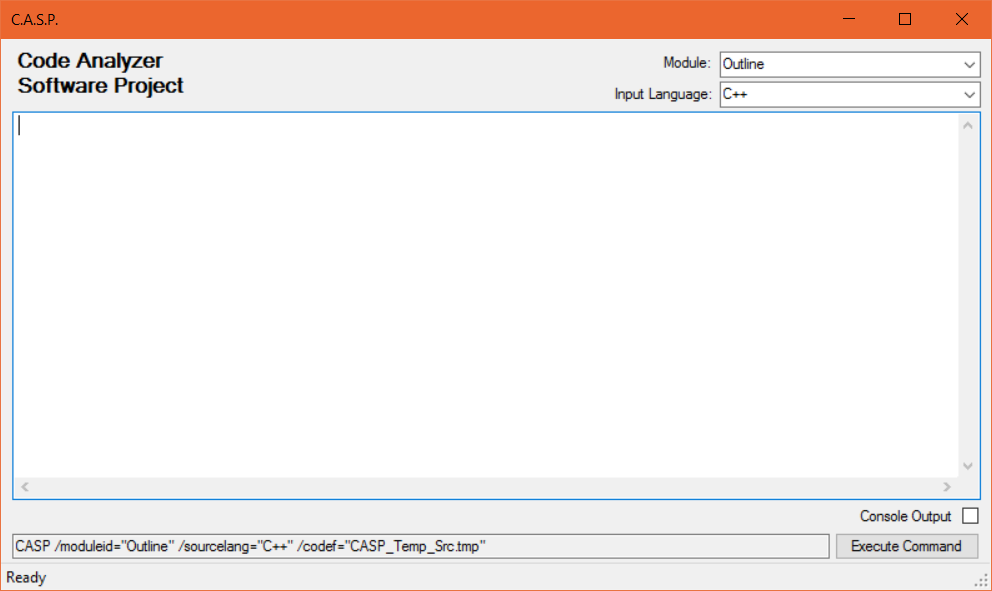 C.A.S.P.
Code Analyzer
Software Project
Module: Outline
Input Language: C++
Console Output
CASP /moduleid="Outline" /sourcelang="C++" /codef="CASP_Temp_Src.tmp"
Execute Command
Ready